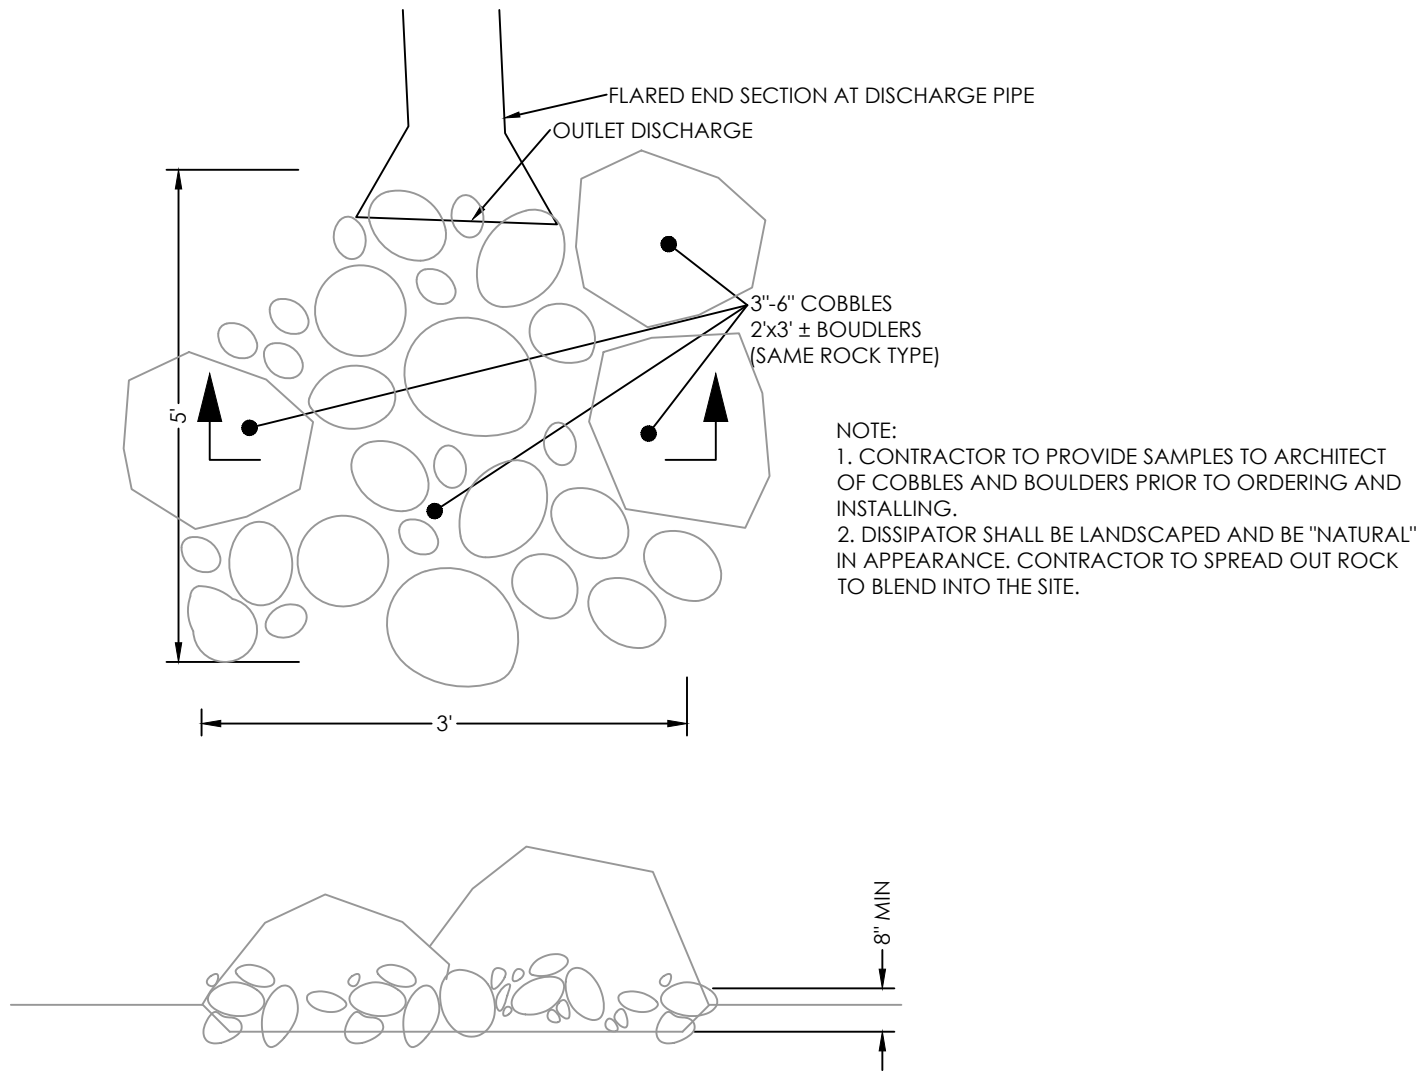 FLARED END SECTION AT DISCHARGE PIPE
OUTLET DISCHARGE
3"-6" COBBLES
2'x3' ± BOUDLERS
(SAME ROCK TYPE)
5'
NOTE:
1. CONTRACTOR TO PROVIDE SAMPLES TO ARCHITECT
OF COBBLES AND BOULDERS PRIOR TO ORDERING AND
INSTALLING.
2. DISSIPATOR SHALL BE LANDSCAPED AND BE "NATURAL"
IN APPEARANCE. CONTRACTOR TO SPREAD OUT ROCK
TO BLEND INTO THE SITE.
3'
8" MIN